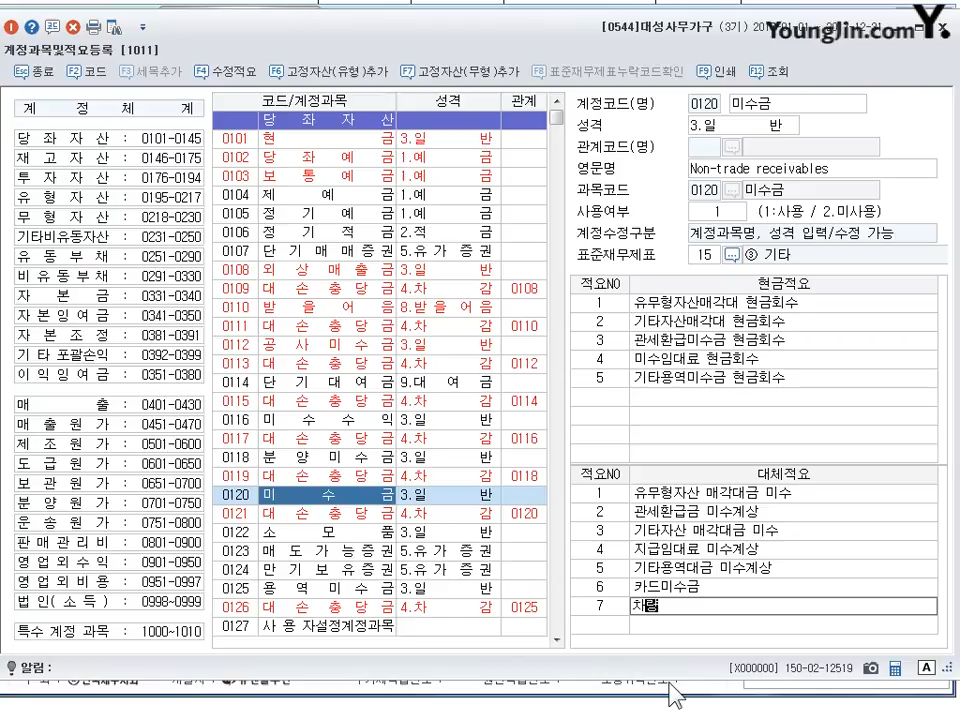 [0544]대성사무가구 (3기)
YoungJin.com Y.
계정과목및적요등록 [1011]
Esc 종료 F2 코드 F3 세목추가 F4 수정적요 F6 고정자산(유형)추가 F7 고정자산(무형)추가 F8 표준재무제표누락코드확인 F9 인쇄 F12 조회
계 정 체 계
당 좌 자 산 : 0101-0145
재 고 자 산 : 0146-0175
투 자 자 산 : 0176-0194
유 형 자 산 : 0195-0217
무 형 자 산 : 0218-0230
기타비유동자산 : 0231-0250
유 동 부 채 : 0251-0290
비 유 동 부 채 : 0291-0330
자 본 금 : 0331-0340
자 본 잉 여 금 : 0341-0350
자 본 조 정 : 0381-0391
기 타 포괄손익 : 0392-0399
이 익 잉 여 금 : 0351-0380
매 출 : 0401-0430
매 출 원 가 : 0451-0470
제 조 원 가 : 0501-0600
도 급 원 가 : 0601-0650
보 관 원 가 : 0651-0700
분 양 원 가 : 0701-0750
운 송 원 가 : 0751-0800
판 매 관 리 비 : 0801-0900
영 업 외 수 익 : 0901-0950
영 업 외 비 용 : 0951-0997
법 인( 소 득 ) : 0998-0999
특수 계정 과목 : 1000~1010
코드/계정과목 성격 관계
당 좌 자 산
0101 현 금 3.일 반
0102 당 좌 예 금 1.예 금
0103 보 통 예 금 1.예 금
0104 제 예 금 1.예 금
0105 정 기 예 금 1.예 금
0106 정 기 적 금 2.적 금
0107 단 기 매 매 증 권 5.유 가 증 권
0108 외 상 매 출 금 3.일 반
0109 대 손 충 당 금 4.차 감 0108
0110 받 을 어 음 8.받 을 어 음
0111 대 손 충 당 금 4.차 감 0110
0112 공 사 미 수 금 3.일 반
0113 대 손 충 당 금 4.차 감 0112
0114 단 기 대 여 금 9.대 여 금
0115 대 손 충 당 금 4.차 감 0114
0116 미 수 수 익 3.일 반
0117 대 손 충 당 금 4.차 감 0116
0118 분 양 미 수 금 3.일 반
0119 대 손 충 당 금 4.차 감 0118
0120 미 수 금 3.일 반
0121 대 손 충 당 금 4.차 감 0120
0122 소 모 품 3.일 반
0123 매 도 가 능 증 권 5.유 가 증 권
0124 만 기 보 유 증 권 5.유 가 증 권
0125 용 역 미 수 금 3.일 반
0126 대 손 충 당 금 4.차 감 0125
0127 사 용 자설정계정과목
계정코드(명) 0120 미수금
성격 3.일 반
관계코드(명)
영문명 Non-trade receivables
과목코드 0120 미수금
사용여부 1 (1:사용 / 2.미사용)
계정수정구분 계정과목명, 성격 입력/수정 가능
표준재무제표 15 ③ 기타
적요NO 현금적요
1 유무형자산매각대 현금회수
2 기타자산매각대 현금회수
3 관세환급미수금 현금회수
4 미수임대료 현금회수
5 기타용역미수금 현금회수
적요NO 대체적요
1 유무형자산 매각대금 미수
2 관세환급금 미수계상
3 기타자산 매각대금 미수
4 지급임대료 미수계상
5 기타용역대금 미수계상
6 카드미수금
7 차
알림 :
[X000000] 150-02-12519 A